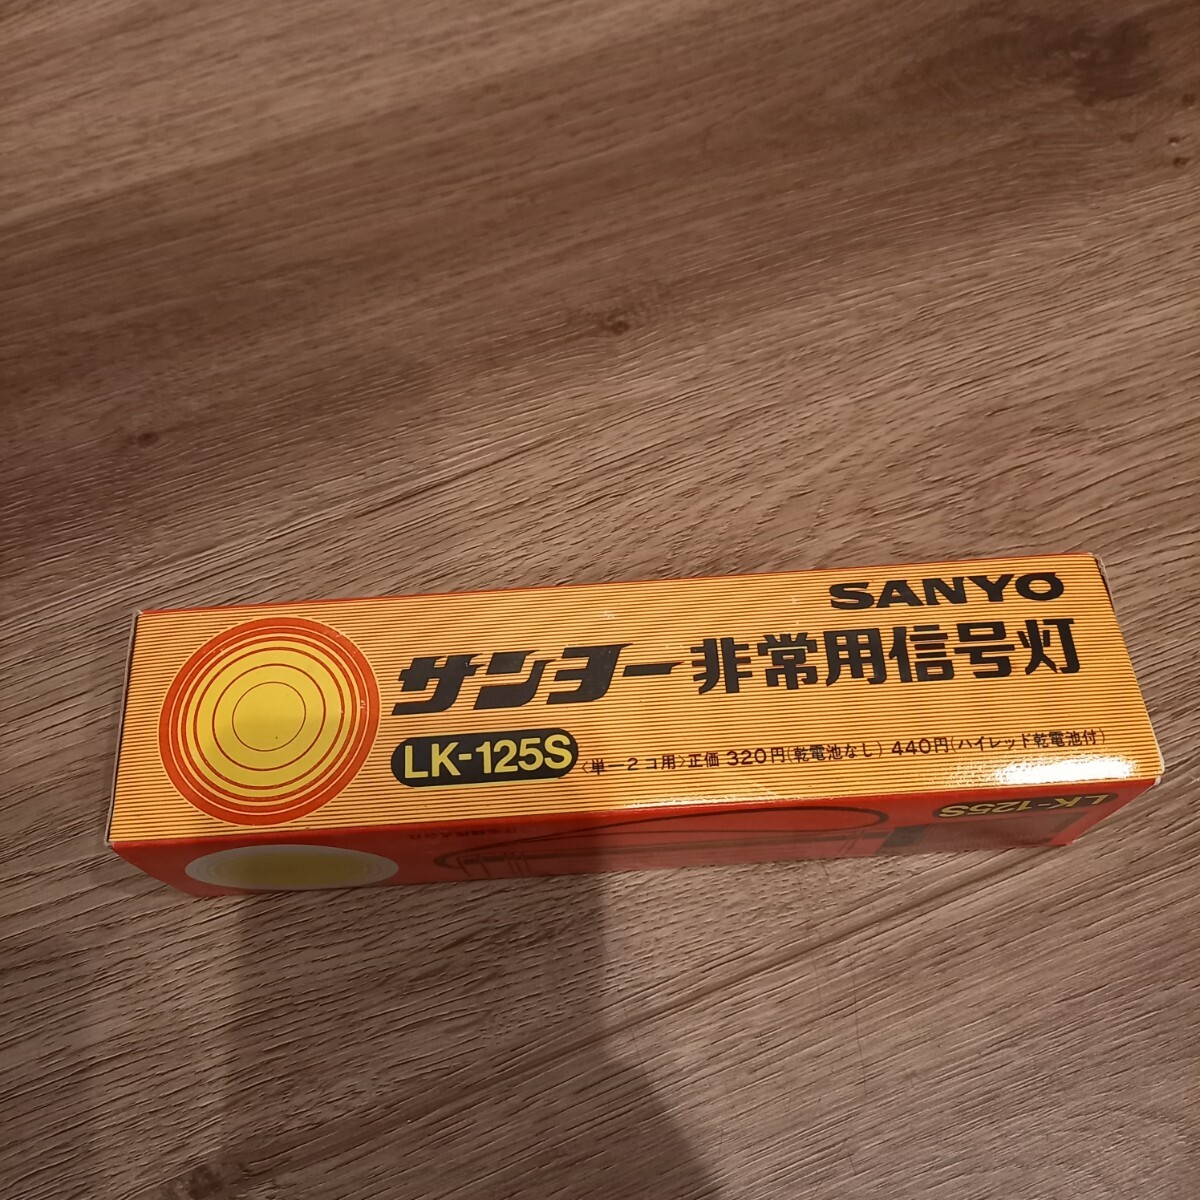 SANYO
サンヨー非常用信号灯
LK-125S
〈単一2コ用〉正価 320円(乾電池なし) 440円(ハイレッド乾電池付)
LK-125S